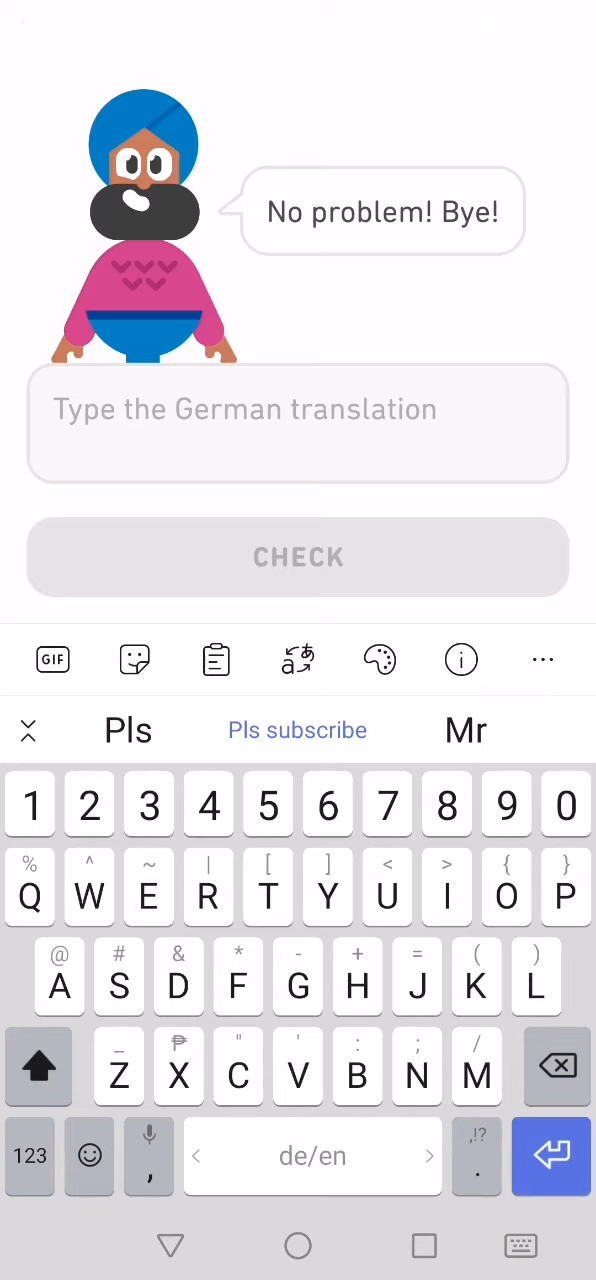 No problem! Bye!
Type the German translation
CHECK
GIF
Pls Pls subscribe Mr
1 2 3 4 5 6 7 8 9 0
% ^ ~ | [ ] < > { }
Q W E R T Y U I O P
@ # & * - + = ( )
A S D F G H J K L
_ ₱ " ' : ; /
Z X C V B N M
,!?
123 , de/en .